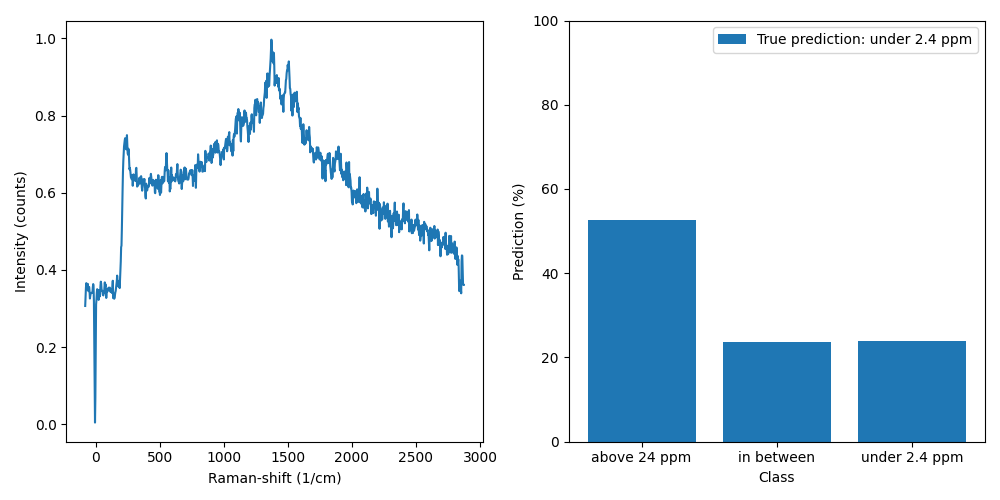 1.0
0.8
0.6
0.4
0.2
0.0
Intensity (counts)
0 500 1000 1500 2000 2500 3000
Raman-shift (1/cm)
100
80
60
40
20
0
Prediction (%)
True prediction: under 2.4 ppm
above 24 ppm in between under 2.4 ppm
Class